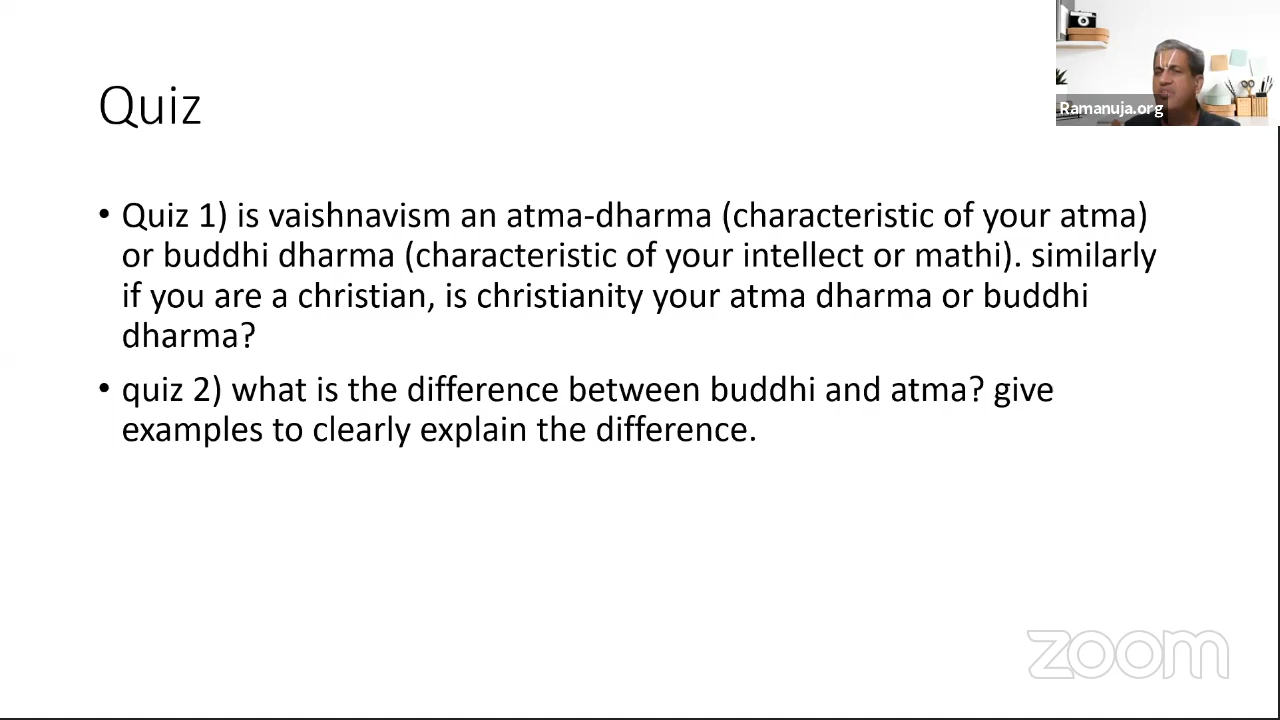 Quiz
Ramanuja.org
• Quiz 1) is vaishnavism an atma-dharma (characteristic of your atma)
or buddhi dharma (characteristic of your intellect or mathi). similarly
if you are a christian, is christianity your atma dharma or buddhi
dharma?
• quiz 2) what is the difference between buddhi and atma? give
examples to clearly explain the difference.
zoom